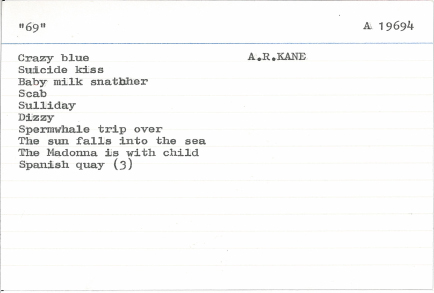 "69" A 19694
Crazy blue A.R.KANE
Suicide kiss
Baby milk snatbher
Scab
Sulliday
Dizzy
Spermwhale trip over
The sun falls into the sea
The Madonna is with child
Spanish quay (3)